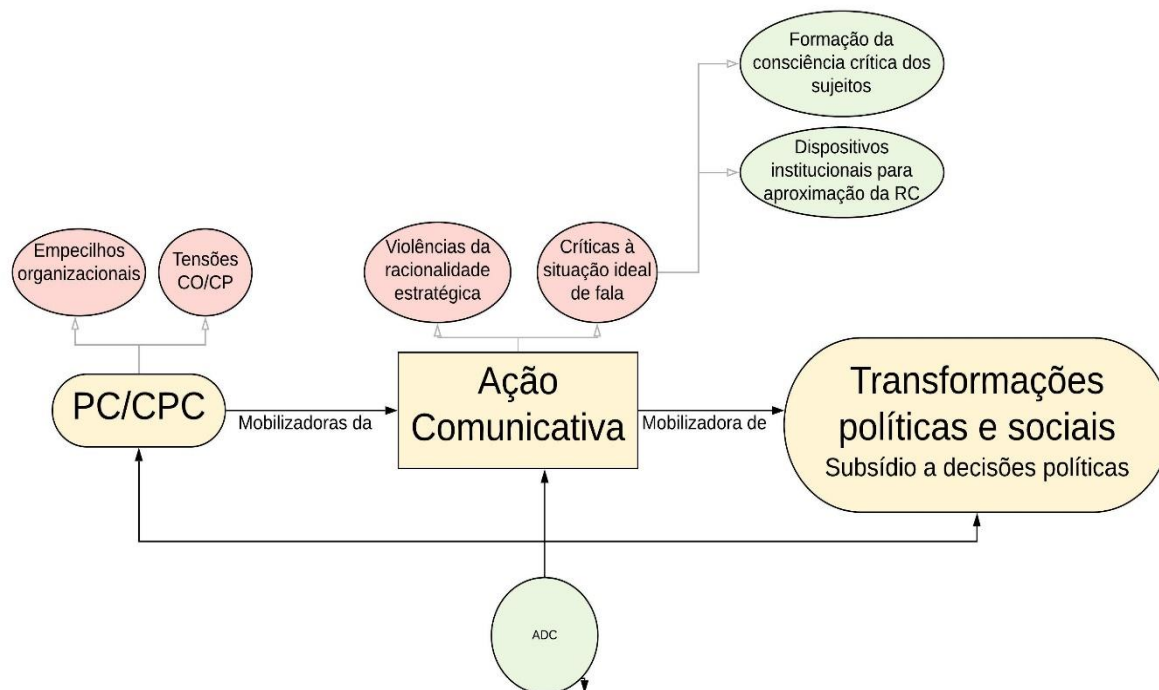 Formação da
consciência crítica dos
sujeitos
Dispositivos
institucionais para
aproximação da RC
Empecilhos
organizacionais
Tensões
CO/CP
Violências da
racionalidade
estratégica
Críticas à
situação ideal
de fala
PC/CPC
Mobilizadoras da
Ação
Comunicativa
Mobilizadora de
Transformações
políticas e sociais
Subsídio a decisões políticas
ADC